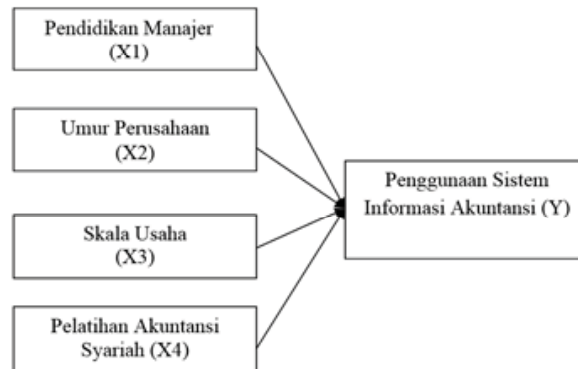 Pendidikan Manajer
(X1)
Umur Perusahaan
(X2)
Skala Usaha
(X3)
Pelatihan Akuntansi
Syariah (X4)
Penggunaan Sistem
Informasi Akuntansi (Y)